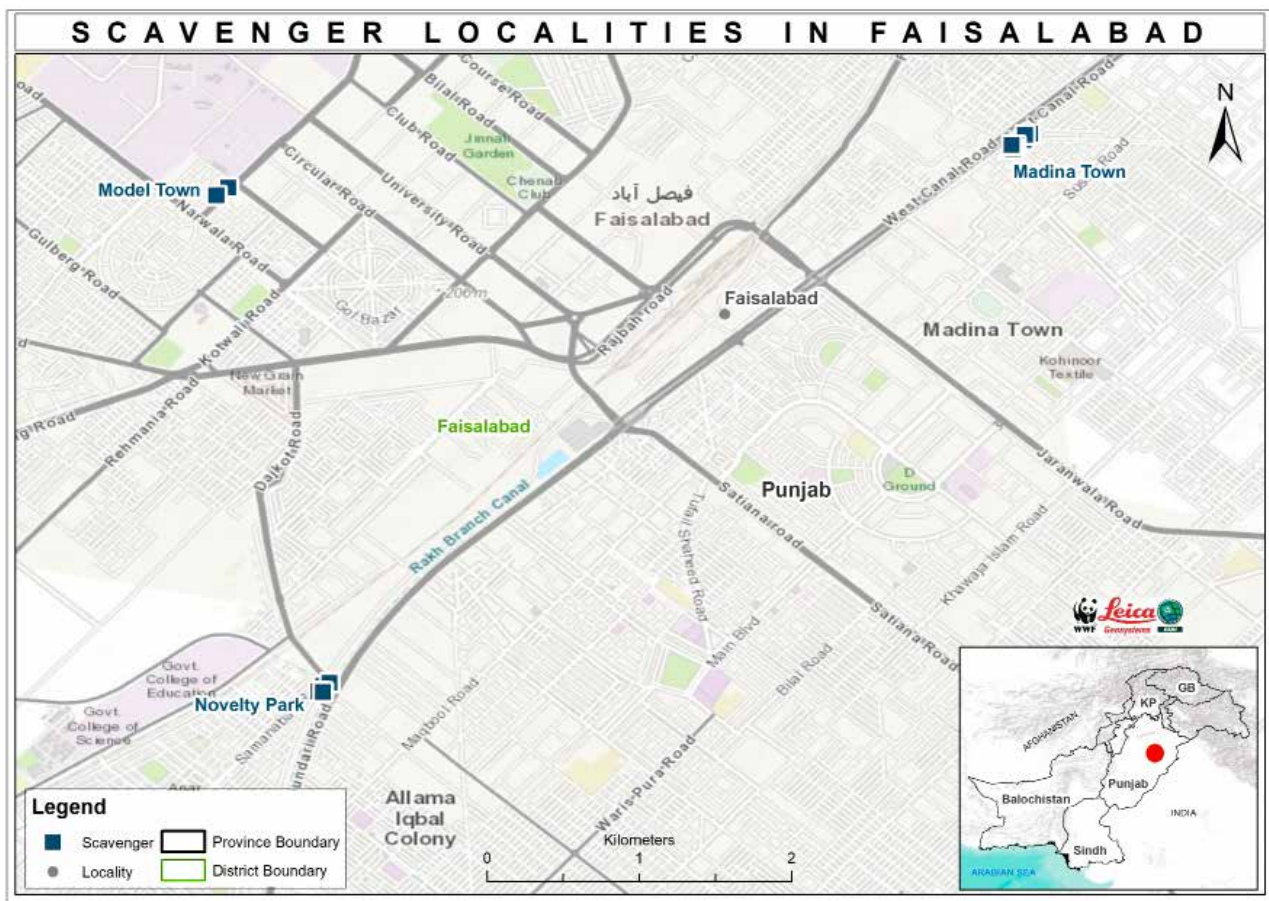 SCAVENGER LOCALITIES IN FAISALABAD
N
Course Road
Bilal Road
Club Road
Jinnah
Garden
Chenab
Club
Circular Road
University Road
Model Town
Narwala Road
Gulberg Road
Gol Bazar
206 m
فیصل آباد
Faisalabad
West Canal Road
Canal Road
Madina Town
Rajbah road
Faisalabad
Madina Town
Kohinoor
Textile
Kotwali Road
New Grain
Market
Rehmania Road
Road
Dajkot Road
Faisalabad
Rakh Branch Canal
Punjab
D
Ground
Jaranwala Road
Satiana road
Satiana Road
Tufail Shaheed Road
Khawaja Islam Road
Main Blvd
Bilal Road
Maqbool Road
Waris Pura Road
Govt.
College of
Education
Govt.
College of
Science
Novelty Park
Allama
Iqbal
Colony
WWF
Leica
Geosystems
Legend
Scavenger
Province Boundary
Locality
District Boundary
Kilometers
0 1 2
GB
KP
AFGHANISTAN
Punjab
Balochistan
INDIA
Sindh
ARABIAN SEA